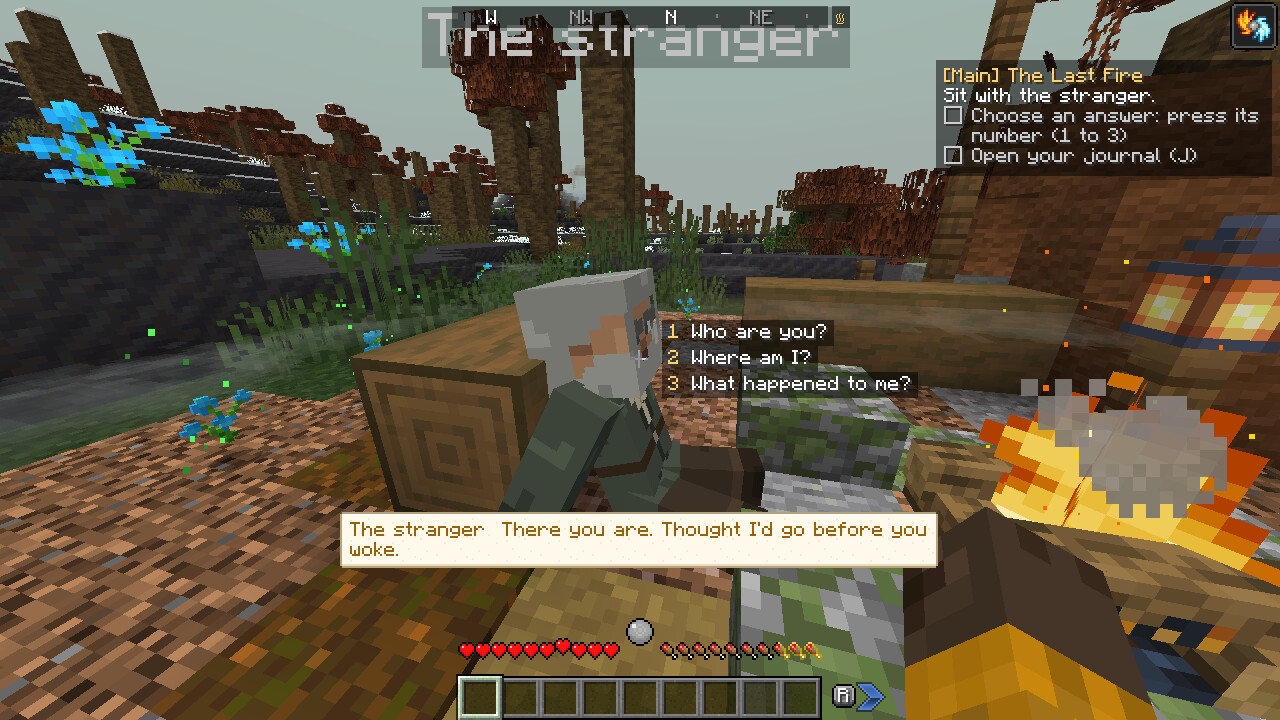 W NW N NE
The stranger
[Main] The Last Fire
Sit with the stranger.
Choose an answer: press its
number (1 to 3)
Open your journal (J)
1 Who are you?
2 Where am I?
3 What happened to me?
The stranger There you are. Thought I'd go before you
woke.
R